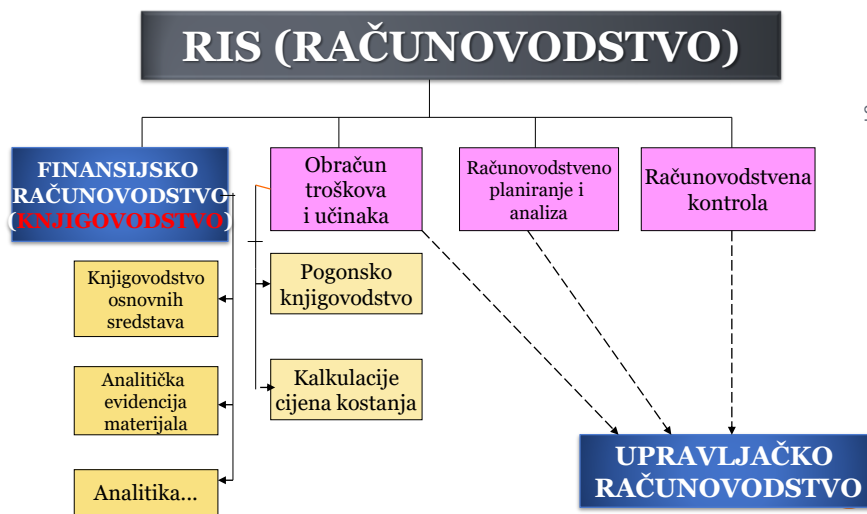 RIS (RAČUNOVODSTVO)
FINANSIJSKO
RAČUNOVODSTVO
(KNJIGOVODSTVO)
Obračun
troškova
i učinaka
Računovodstveno
planiranje i
analiza
Računovodstvena
kontrola
Knjigovodstvo
osnovnih
sredstava
Pogonsko
knjigovodstvo
Analitička
evidencija
materijala
Kalkulacije
cijena kostanja
Analitika...
UPRAVLJAČKO
RAČUNOVODSTVO